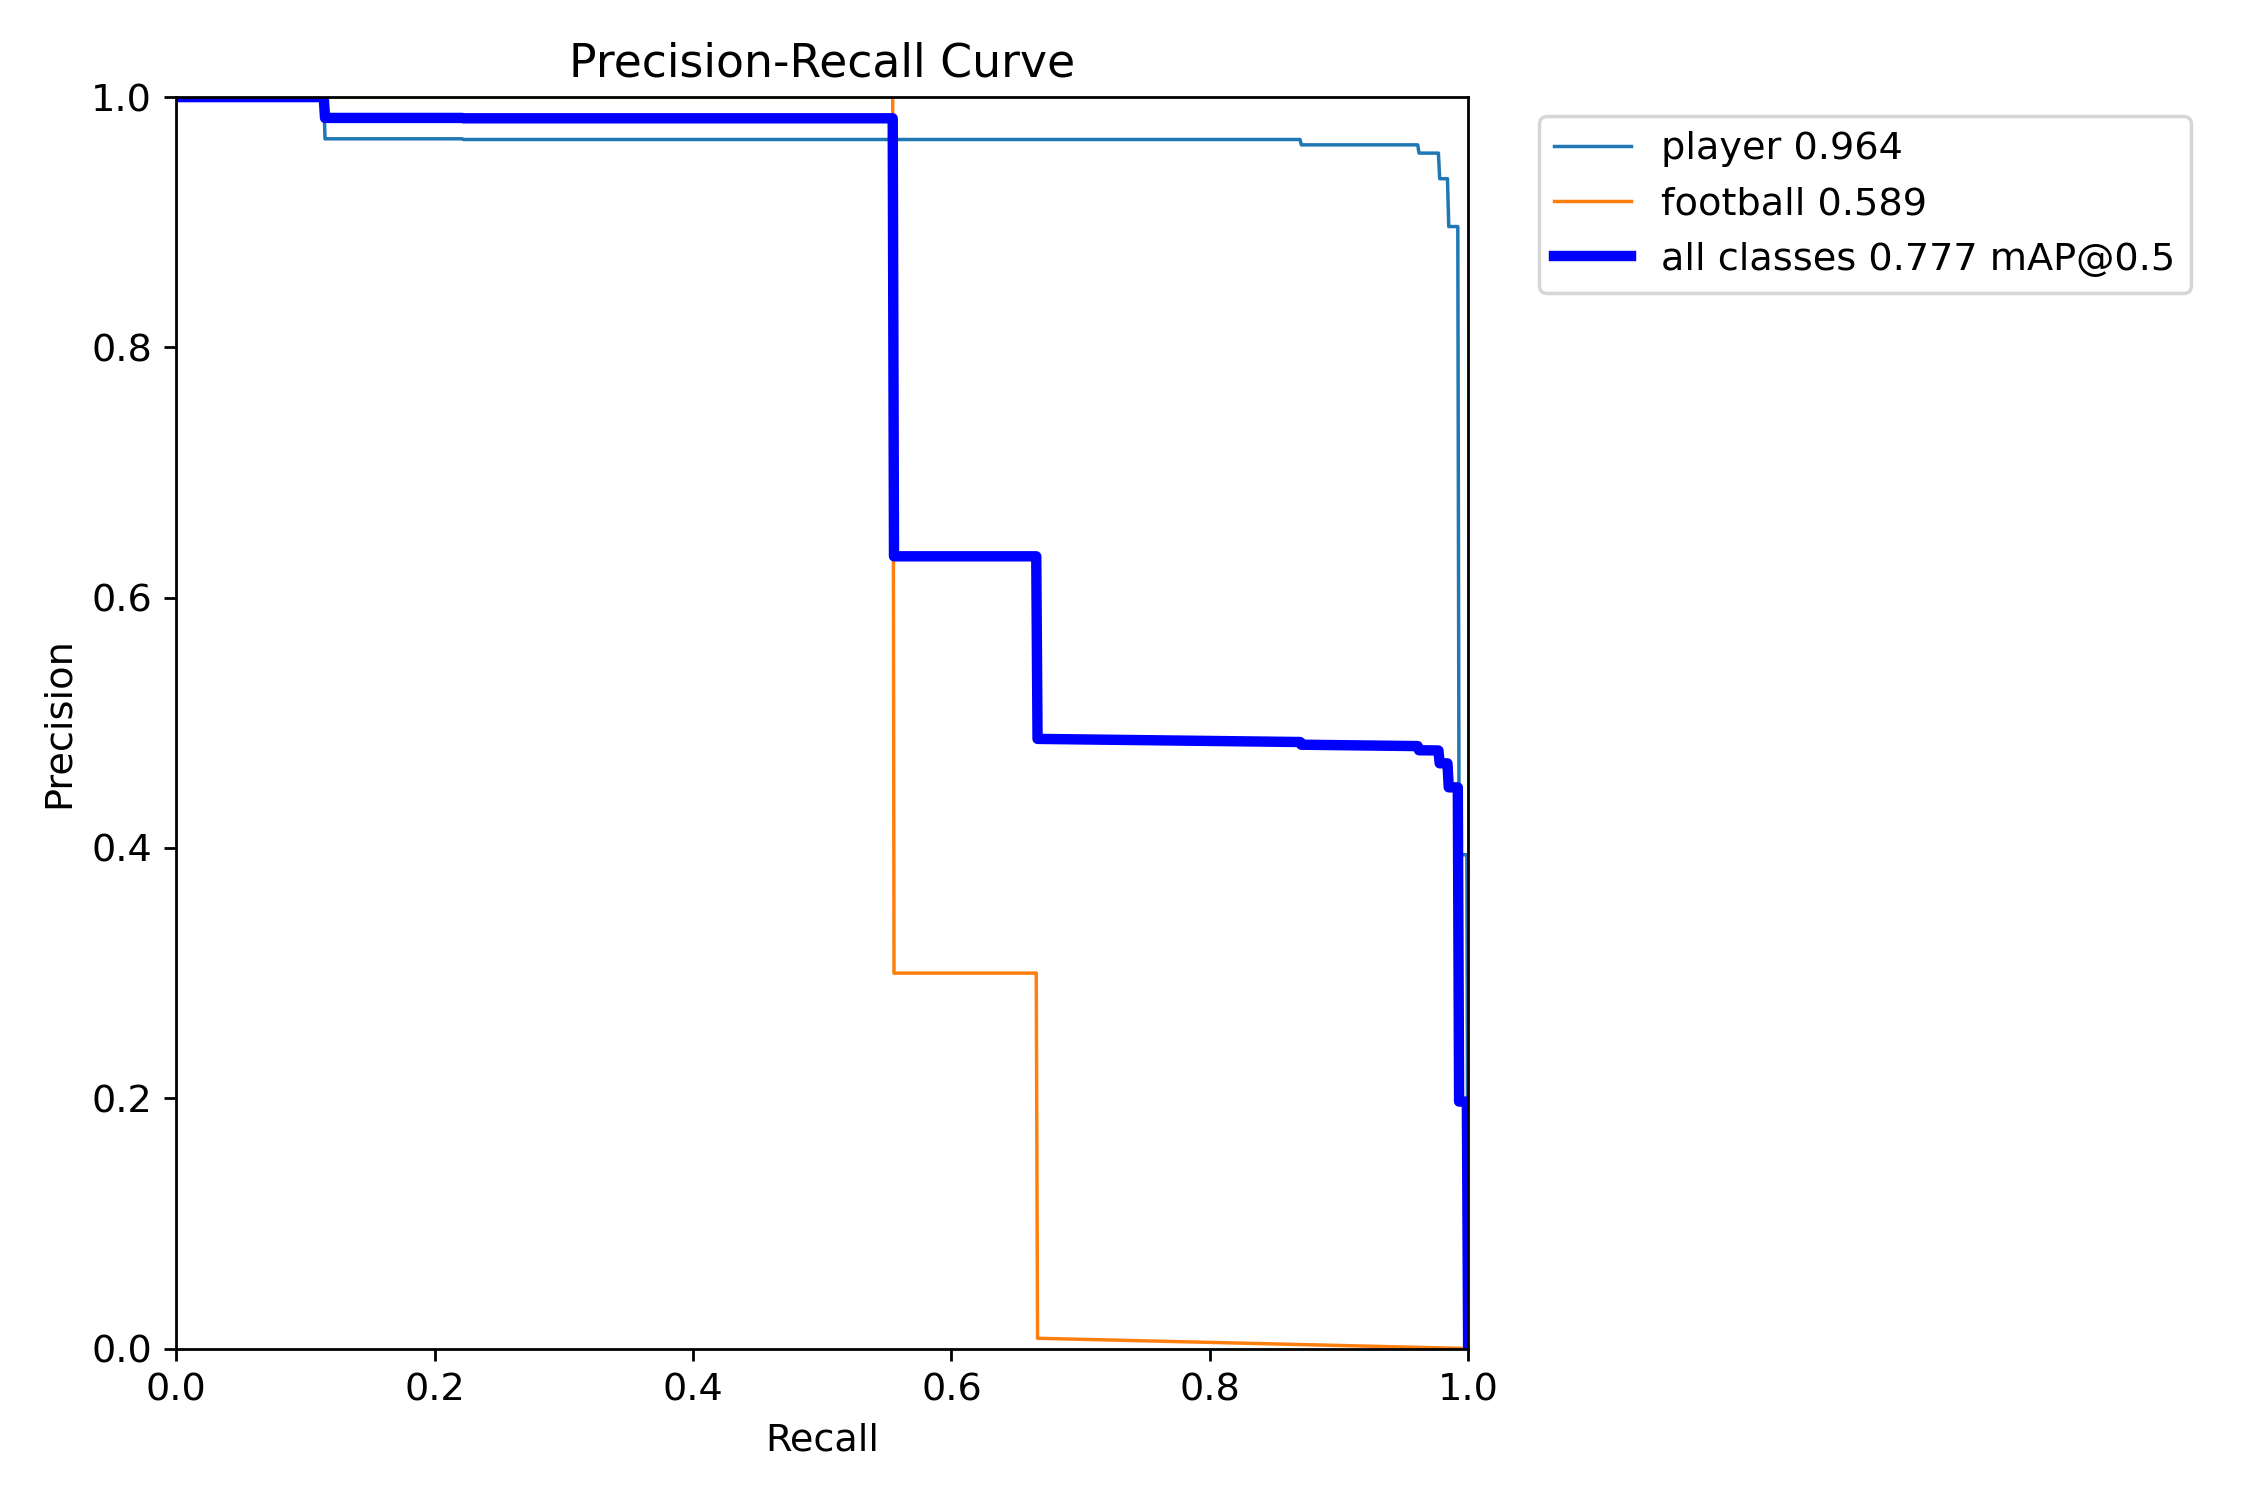 Precision-Recall Curve
1.0
0.8
0.6
0.4
0.2
0.0
Precision
0.0 0.2 0.4 0.6 0.8 1.0
Recall
player 0.964
football 0.589
all classes 0.777 mAP@0.5